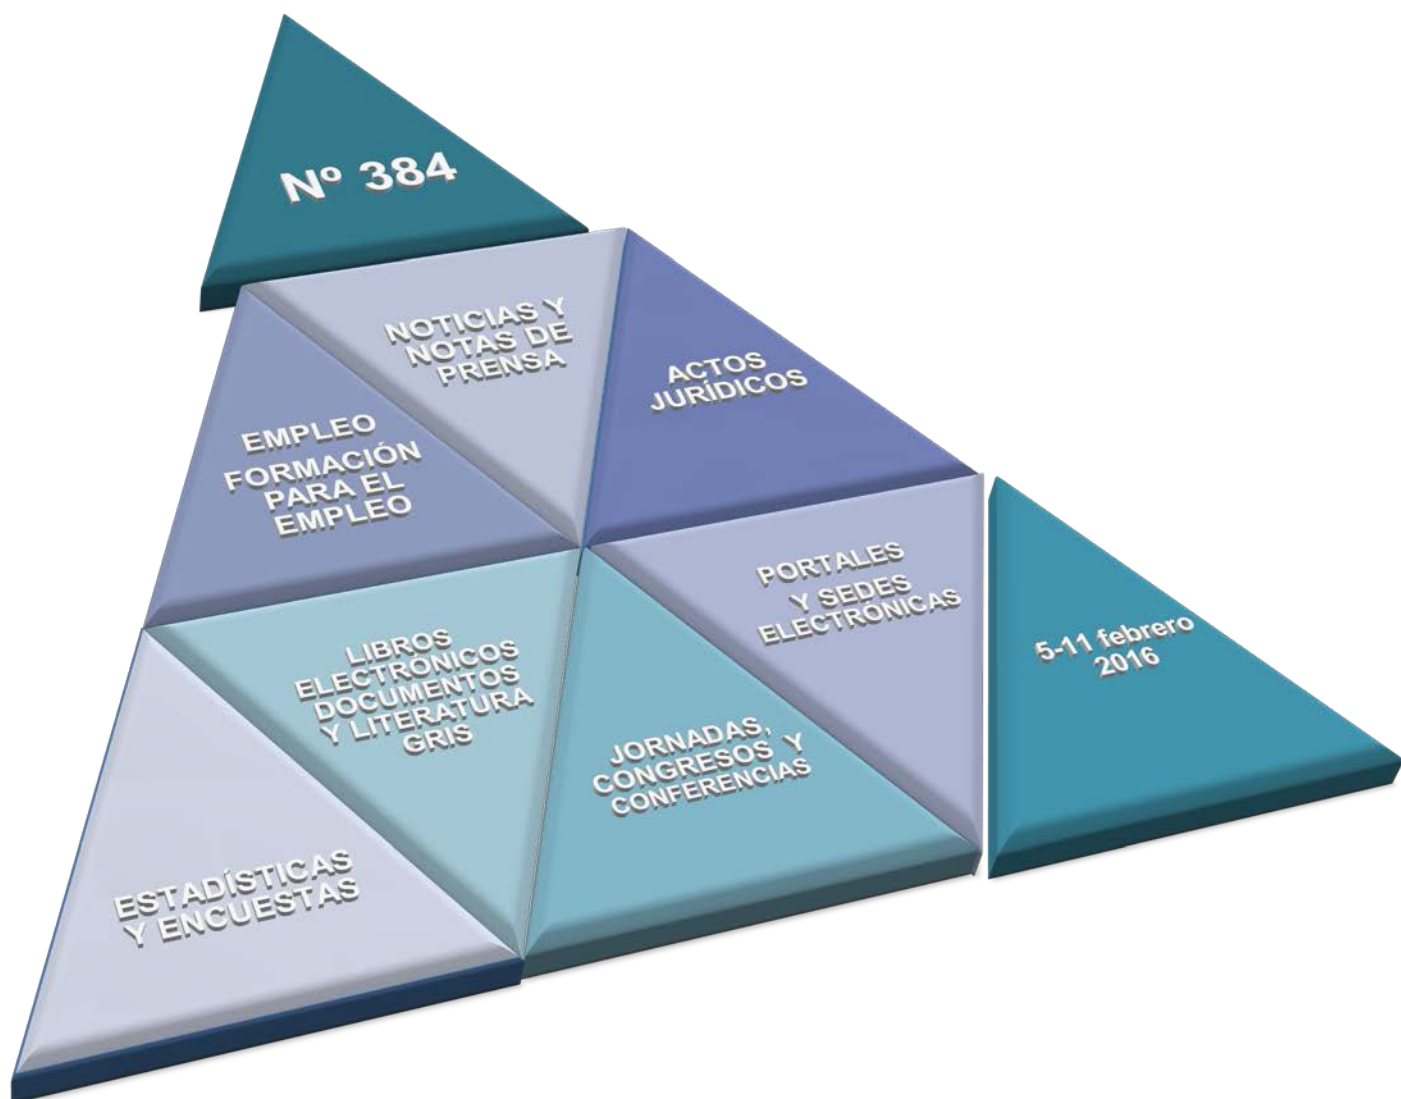 Nº 384
NOTICIAS Y
NOTAS DE
PRENSA
ACTOS
JURÍDICOS
EMPLEO
FORMACIÓN
PARA EL
EMPLEO
PORTALES
Y SEDES
ELECTRÓNICAS
5-11 febrero
2016
LIBROS
ELECTRÓNICOS
DOCUMENTOS
Y LITERATURA
GRIS
JORNADAS,
CONGRESOS Y
CONFERENCIAS
ESTADÍSTICAS
Y ENCUESTAS